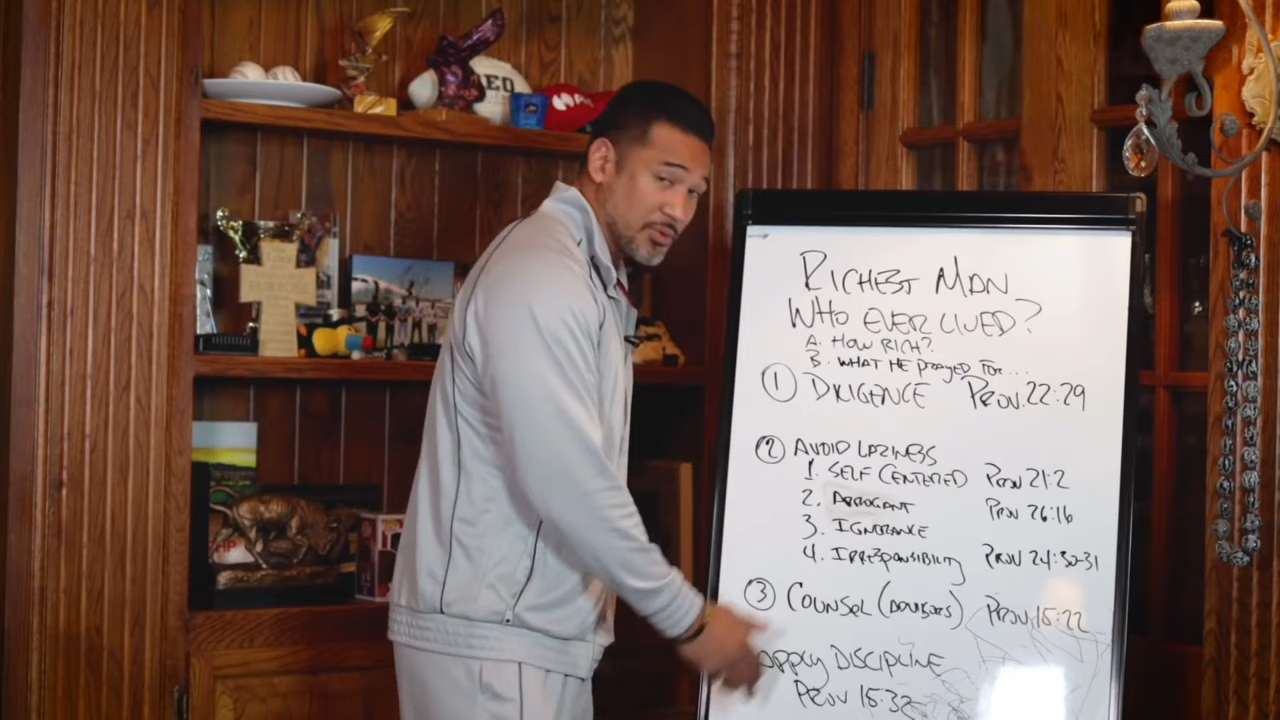 EO
HP
RICHEST MAN
WHO EVER LIVED?
A. HOW RICH?
B. WHAT HE PRAYED FOR...
① DILIGENCE PROV. 22:29
② AVOID LAZINESS
1. SELF CENTERED PROV 21:2
2. ARROGANT PROV 26:16
3. IGNORANCE
4. IRRESPONSIBILITY PROV 24:30-31
③ COUNSEL (ADVISORS) PROV 15:22
APPLY DISCIPLINE
PROV 15:32